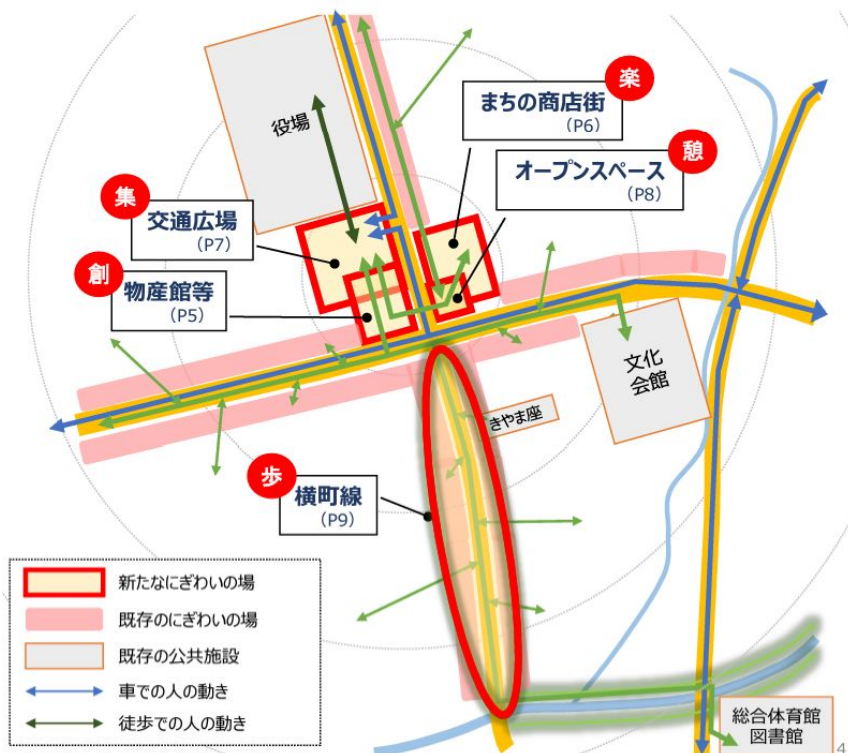 楽
まちの商店街
(P6)
憩
オープンスペース
(P8)
役場
集
交通広場
(P7)
創
物産館等
(P5)
文化
会館
きやま座
歩
横町線
(P9)
新たなにぎわいの場
既存のにぎわいの場
既存の公共施設
車での人の動き
徒歩での人の動き
総合体育館
図書館
4